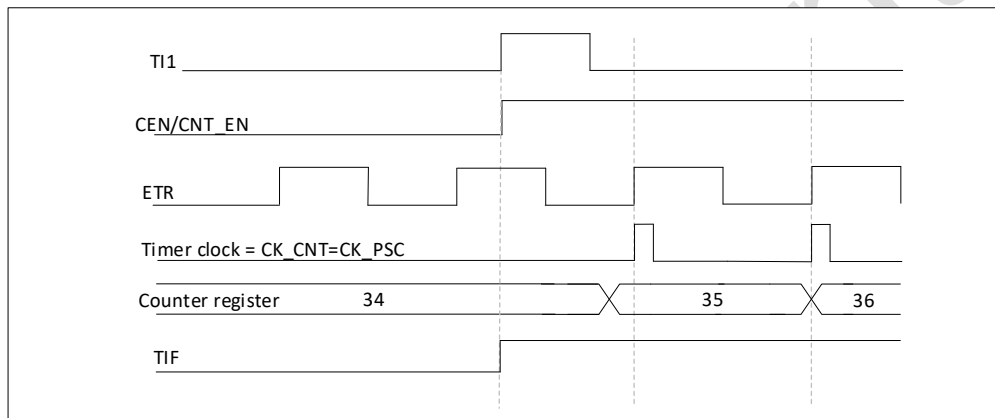 TI1
CEN/CNT_EN
ETR
Timer clock = CK_CNT=CK_PSC
Counter register 34 35 36
TIF